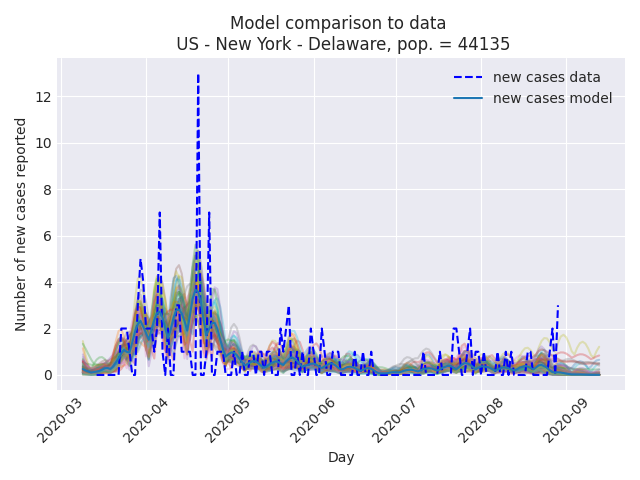 Model comparison to data
US - New York - Delaware, pop. = 44135
new cases data
new cases model
Number of new cases reported
12
10
8
6
4
2
0
2020-03
2020-04
2020-05
2020-06
2020-07
2020-08
2020-09
Day